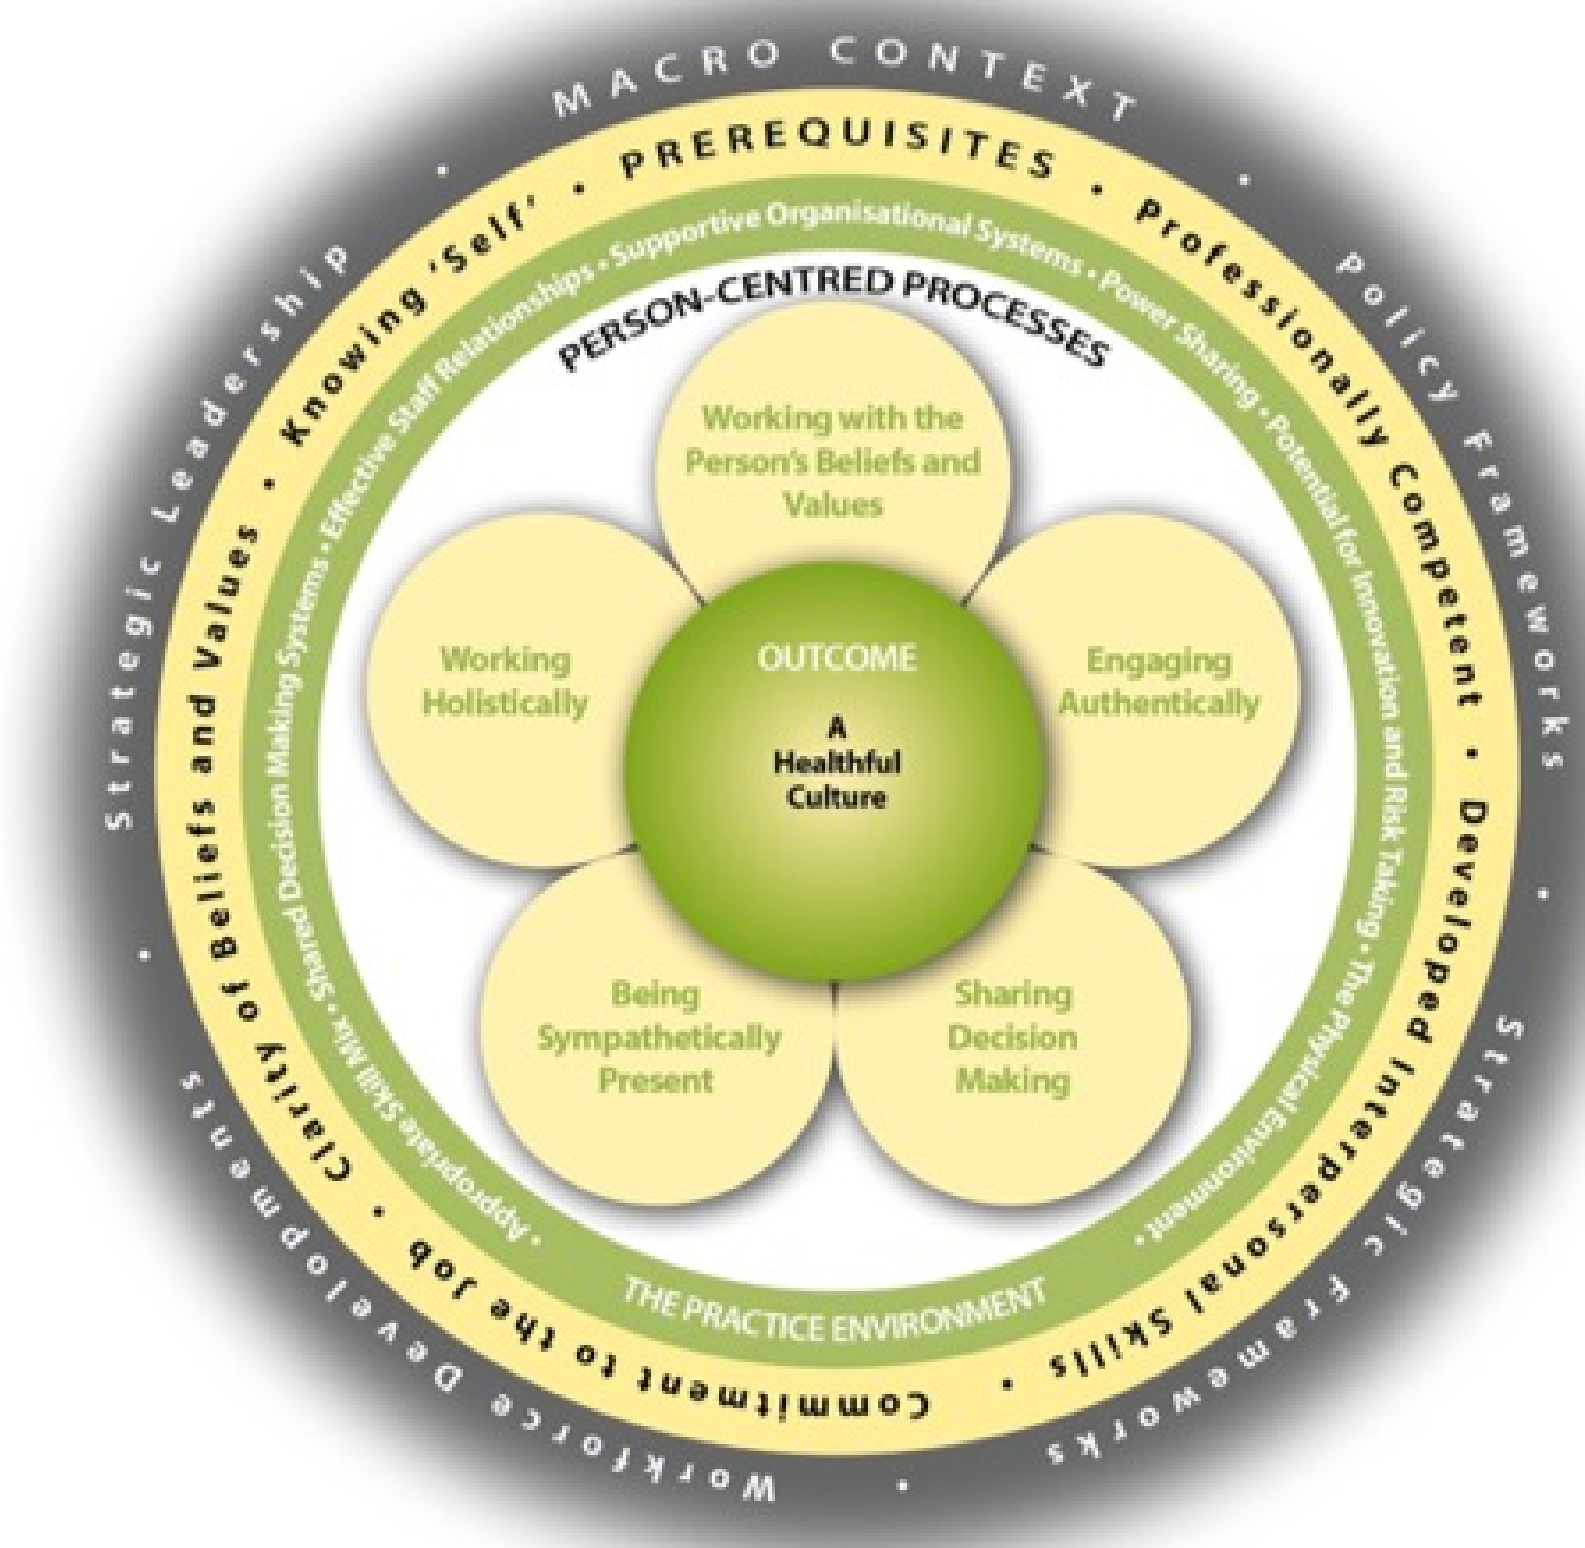 MACRO CONTEXT
• Policy Frameworks • Strategic Frameworks • Workforce Developments • Strategic Leadership •
PREREQUISITES
• Professionally Competent • Developed Interpersonal Skills • Commitment to the Job • Clarity of Beliefs and Values • Knowing 'Self' •
• Appropriate Skill Mix • Shared Decision Making Systems • Effective Staff Relationships • Supportive Organisational Systems • Power Sharing • Potential for Innovation and Risk Taking • The Physical Environment •
THE PRACTICE ENVIRONMENT
PERSON-CENTRED PROCESSES
Working with the
Person's Beliefs and
Values
Engaging
Authentically
Sharing
Decision
Making
Being
Sympathetically
Present
Working
Holistically
OUTCOME
A
Healthful
Culture